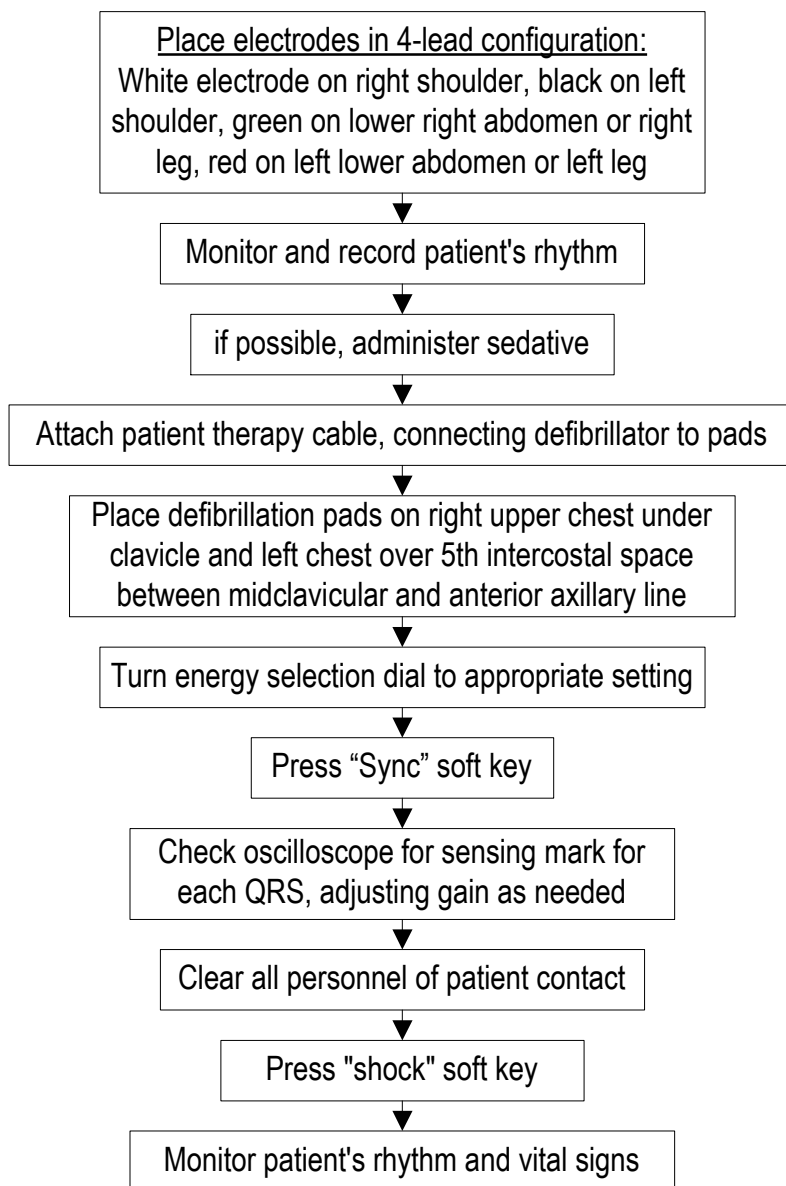 Place electrodes in 4-lead configuration:
White electrode on right shoulder, black on left
shoulder, green on lower right abdomen or right
leg, red on left lower abdomen or left leg
Monitor and record patient's rhythm
if possible, administer sedative
Attach patient therapy cable, connecting defibrillator to pads
Place defibrillation pads on right upper chest under
clavicle and left chest over 5th intercostal space
between midclavicular and anterior axillary line
Turn energy selection dial to appropriate setting
Press “Sync” soft key
Check oscilloscope for sensing mark for
each QRS, adjusting gain as needed
Clear all personnel of patient contact
Press "shock" soft key
Monitor patient's rhythm and vital signs